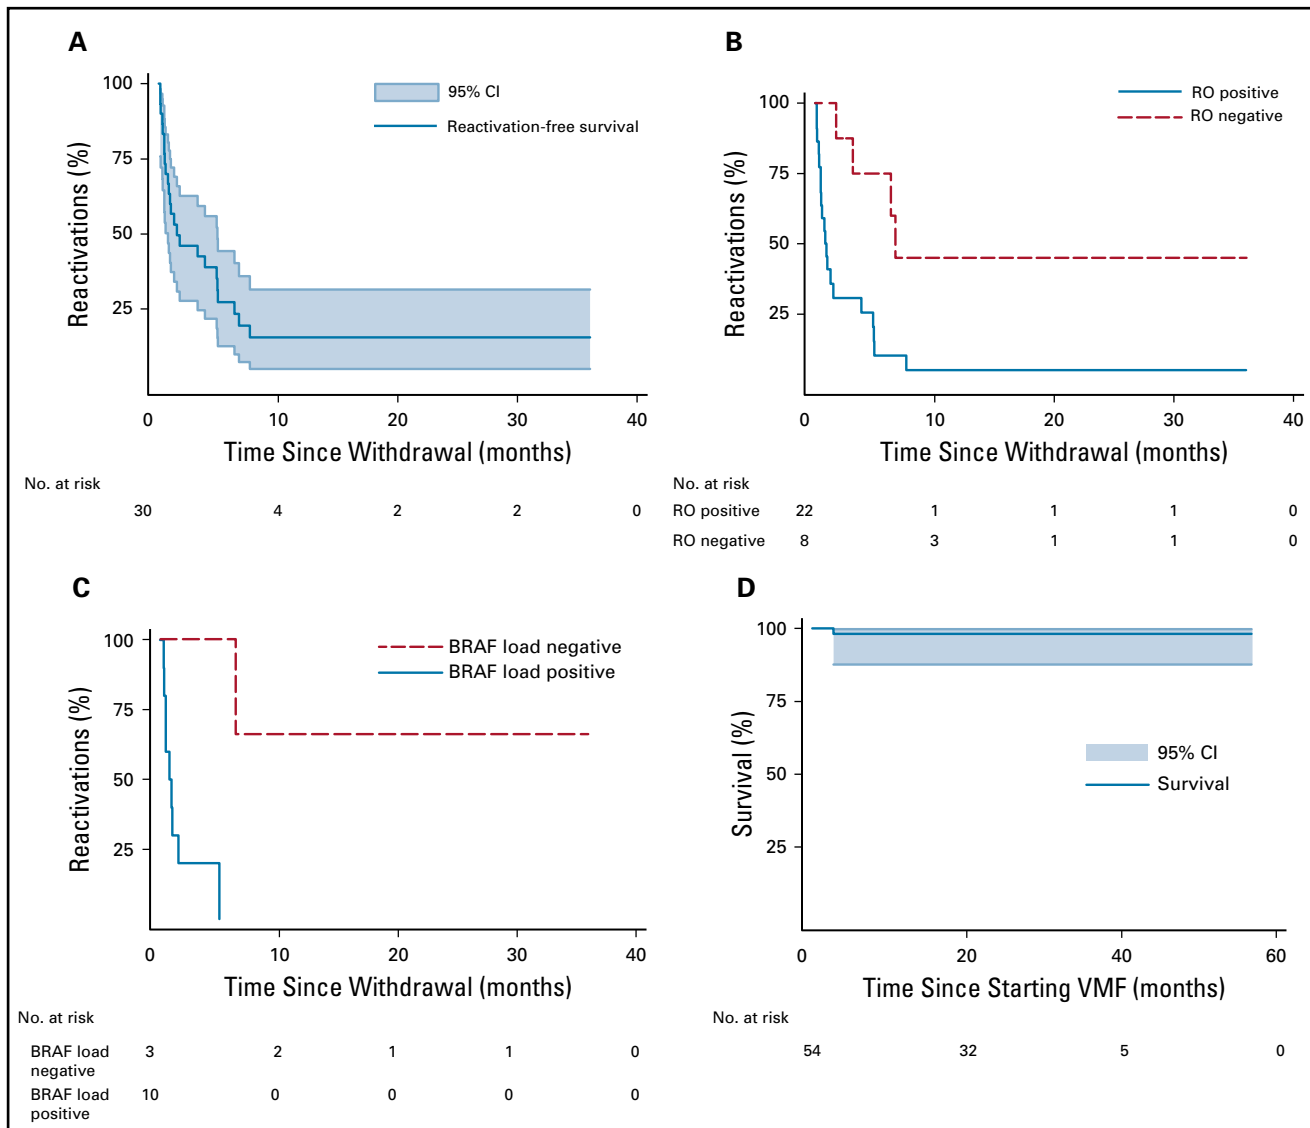 A
100
75
50
25
Reactivations (%)
95% CI
Reactivation-free survival
0 10 20 30 40
Time Since Withdrawal (months)
No. at risk
30 4 2 2 0
B
100
75
50
25
Reactivations (%)
RO positive
RO negative
0 10 20 30 40
Time Since Withdrawal (months)
No. at risk
RO positive 22 1 1 1 0
RO negative 8 3 1 1 0
C
100
75
50
25
Reactivations (%)
BRAF load negative
BRAF load positive
0 10 20 30 40
Time Since Withdrawal (months)
No. at risk
BRAF load 3 2 1 1 0
negative
BRAF load 10 0 0 0 0
positive
D
100
75
50
25
Survival (%)
95% CI
Survival
0 20 40 60
Time Since Starting VMF (months)
No. at risk
54 32 5 0